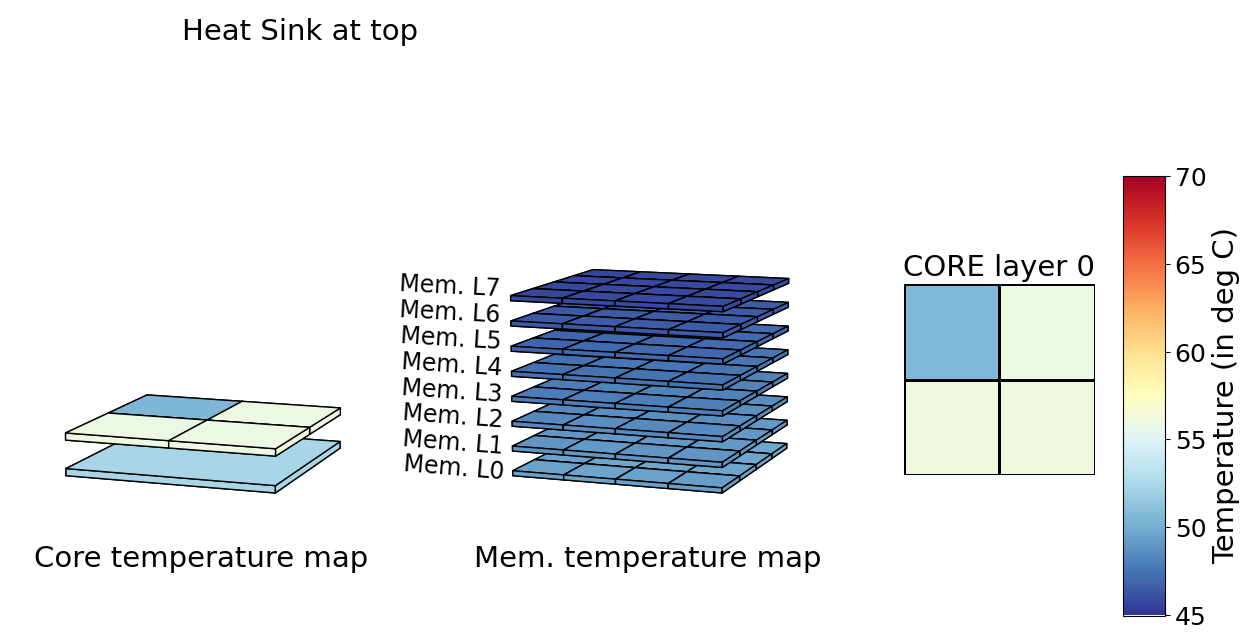 Heat Sink at top
Mem. L7
Mem. L6
Mem. L5
Mem. L4
Mem. L3
Mem. L2
Mem. L1
Mem. L0
Core temperature map
Mem. temperature map
CORE layer 0
70
65
60
55
50
45
Temperature (in deg C)